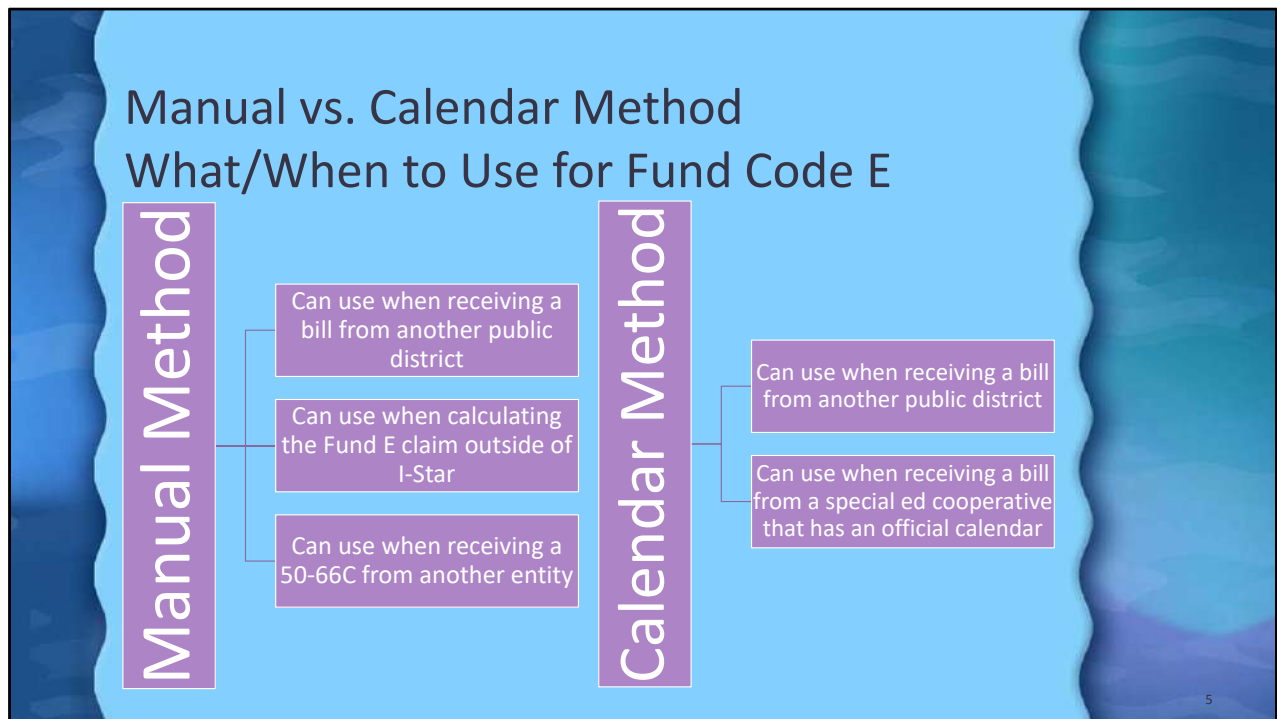 Manual vs. Calendar Method
What/When to Use for Fund Code E
Manual Method
Can use when receiving a
bill from another public
district
Can use when calculating
the Fund E claim outside of
I-Star
Can use when receiving a
50-66C from another entity
Calendar Method
Can use when receiving a bill
from another public district
Can use when receiving a bill
from a special ed cooperative
that has an official calendar
5